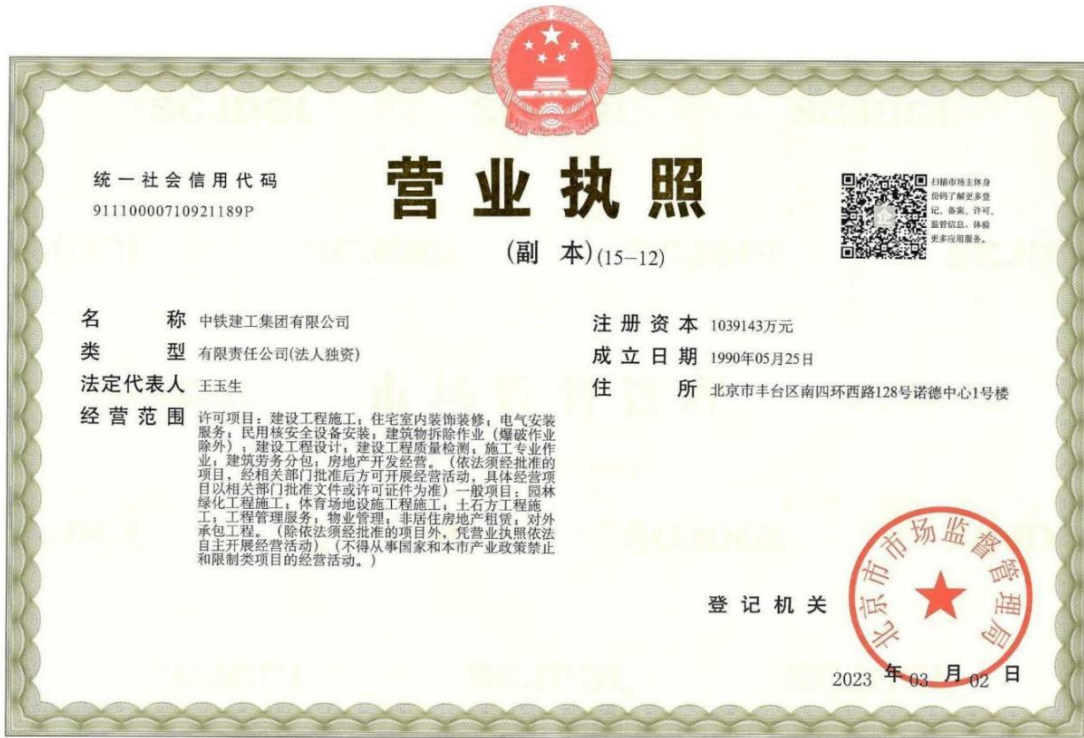 统一社会信用代码
91110000710921189P
营业执照
(副 本)(15-12)
扫描市场主体身
份码了解更多登
记、备案、许可、
监管信息，体验
更多应用服务。
名 称 中铁建工集团有限公司
类 型 有限责任公司(法人独资)
法定代表人 王玉生
经营范围 许可项目：建设工程施工；住宅室内装饰装修；电气安装
服务；民用核安全设备安装；建筑物拆除作业（爆破作业
除外）；建设工程设计；建设工程质量检测；施工专业作
业；建筑劳务分包；房地产开发经营。（依法须经批准的
项目，经相关部门批准后方可开展经营活动，具体经营项
目以相关部门批准文件或许可证件为准）一般项目：园林
绿化工程施工；体育场地设施工程施工；土石方工程施
工；工程管理服务；物业管理；非居住房地产租赁；对外
承包工程。（除依法须经批准的项目外，凭营业执照依法
自主开展经营活动）（不得从事国家和本市产业政策禁止
和限制类项目的经营活动。）
注册资本 1039143万元
成立日期 1990年05月25日
住 所 北京市丰台区南四环西路128号诺德中心1号楼
登记机关
北京市市场监督管理局
2023 年 03 月 02 日